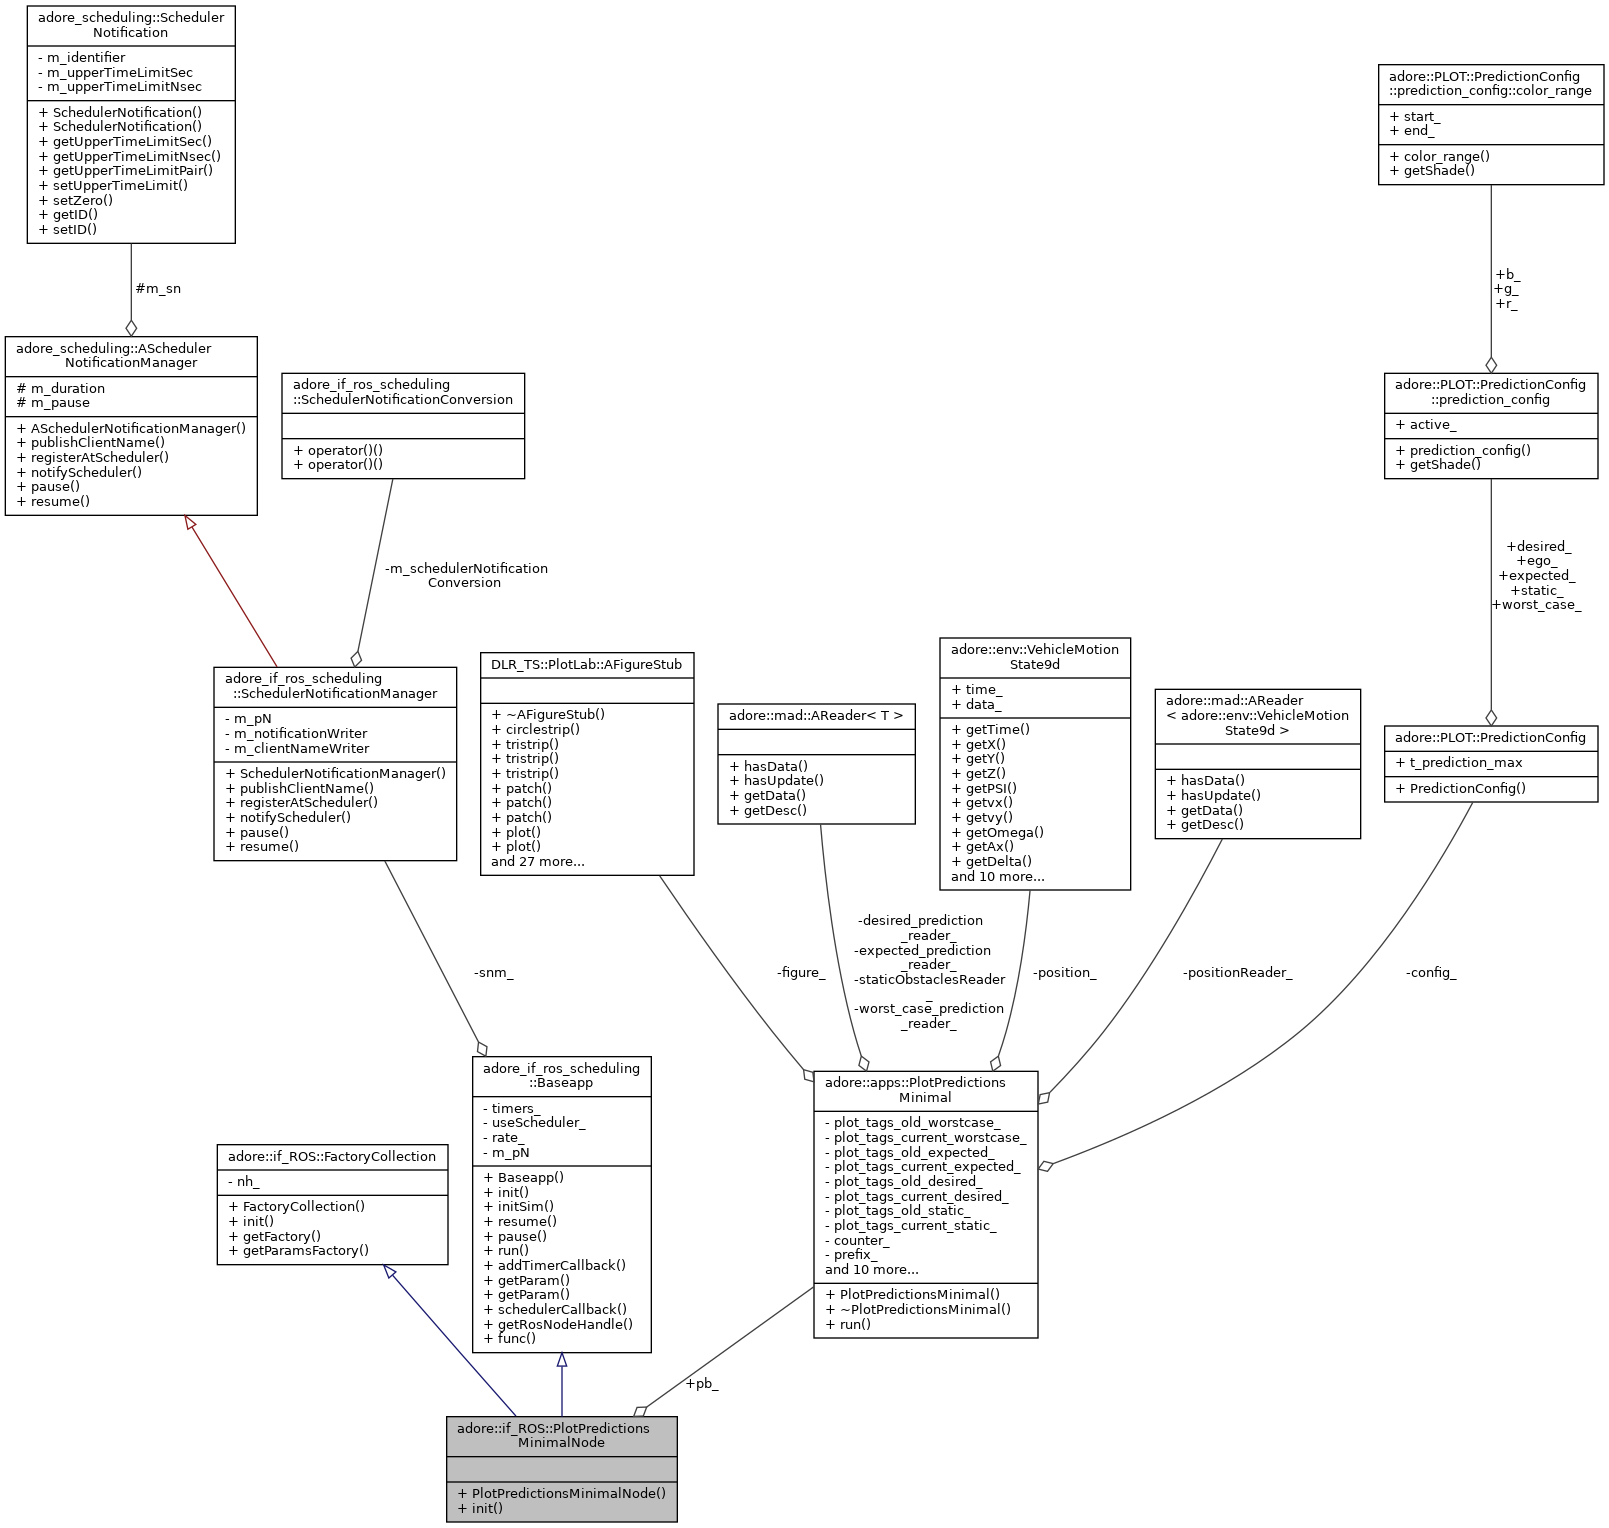 adore_scheduling::Scheduler
Notification
- m_identifier
- m_upperTimeLimitSec
- m_upperTimeLimitNsec
+ SchedulerNotification()
+ SchedulerNotification()
+ getUpperTimeLimitSec()
+ getUpperTimeLimitNsec()
+ getUpperTimeLimitPair()
+ setUpperTimeLimit()
+ setZero()
+ getID()
+ setID()
#m_sn
adore_scheduling::AScheduler
NotificationManager
# m_duration
# m_pause
+ ASchedulerNotificationManager()
+ publishClientName()
+ registerAtScheduler()
+ notifyScheduler()
+ pause()
+ resume()
adore_if_ros_scheduling
::SchedulerNotificationConversion
+ operator()()
+ operator()()
-m_schedulerNotification
Conversion
adore::PLOT::PredictionConfig
::prediction_config::color_range
+ start_
+ end_
+ color_range()
+ getShade()
+b_
+g_
+r_
adore::PLOT::PredictionConfig
::prediction_config
+ active_
+ prediction_config()
+ getShade()
+desired_
+ego_
+expected_
+static_
+worst_case_
adore_if_ros_scheduling
::SchedulerNotificationManager
- m_pN
- m_notificationWriter
- m_clientNameWriter
+ SchedulerNotificationManager()
+ publishClientName()
+ registerAtScheduler()
+ notifyScheduler()
+ pause()
+ resume()
DLR_TS::PlotLab::AFigureStub
+ ~AFigureStub()
+ circlestrip()
+ tristrip()
+ tristrip()
+ tristrip()
+ patch()
+ patch()
+ patch()
+ plot()
+ plot()
and 27 more...
adore::mad::AReader< T >
+ hasData()
+ hasUpdate()
+ getData()
+ getDesc()
adore::env::VehicleMotion
State9d
+ time_
+ data_
+ getTime()
+ getX()
+ getY()
+ getZ()
+ getPSI()
+ getvx()
+ getvy()
+ getOmega()
+ getAx()
+ getDelta()
and 10 more...
adore::mad::AReader
< adore::env::VehicleMotion
State9d >
+ hasData()
+ hasUpdate()
+ getData()
+ getDesc()
adore::PLOT::PredictionConfig
+ t_prediction_max
+ PredictionConfig()
-snm_
-figure_
-desired_prediction
_reader_
-expected_prediction
_reader_
-staticObstaclesReader
_
-worst_case_prediction
_reader_
-position_
-positionReader_
-config_
adore_if_ros_scheduling
::Baseapp
- timers_
- useScheduler_
- rate_
- m_pN
+ Baseapp()
+ init()
+ initSim()
+ resume()
+ pause()
+ run()
+ addTimerCallback()
+ getParam()
+ getParam()
+ schedulerCallback()
+ getRosNodeHandle()
+ func()
adore::if_ROS::FactoryCollection
- nh_
+ FactoryCollection()
+ init()
+ getFactory()
+ getParamsFactory()
adore::apps::PlotPredictions
Minimal
- plot_tags_old_worstcase_
- plot_tags_current_worstcase_
- plot_tags_old_expected_
- plot_tags_current_expected_
- plot_tags_old_desired_
- plot_tags_current_desired_
- plot_tags_old_static_
- plot_tags_current_static_
- counter_
- prefix_
and 10 more...
+ PlotPredictionsMinimal()
+ ~PlotPredictionsMinimal()
+ run()
+pb_
adore::if_ROS::PlotPredictions
MinimalNode
+ PlotPredictionsMinimalNode()
+ init()